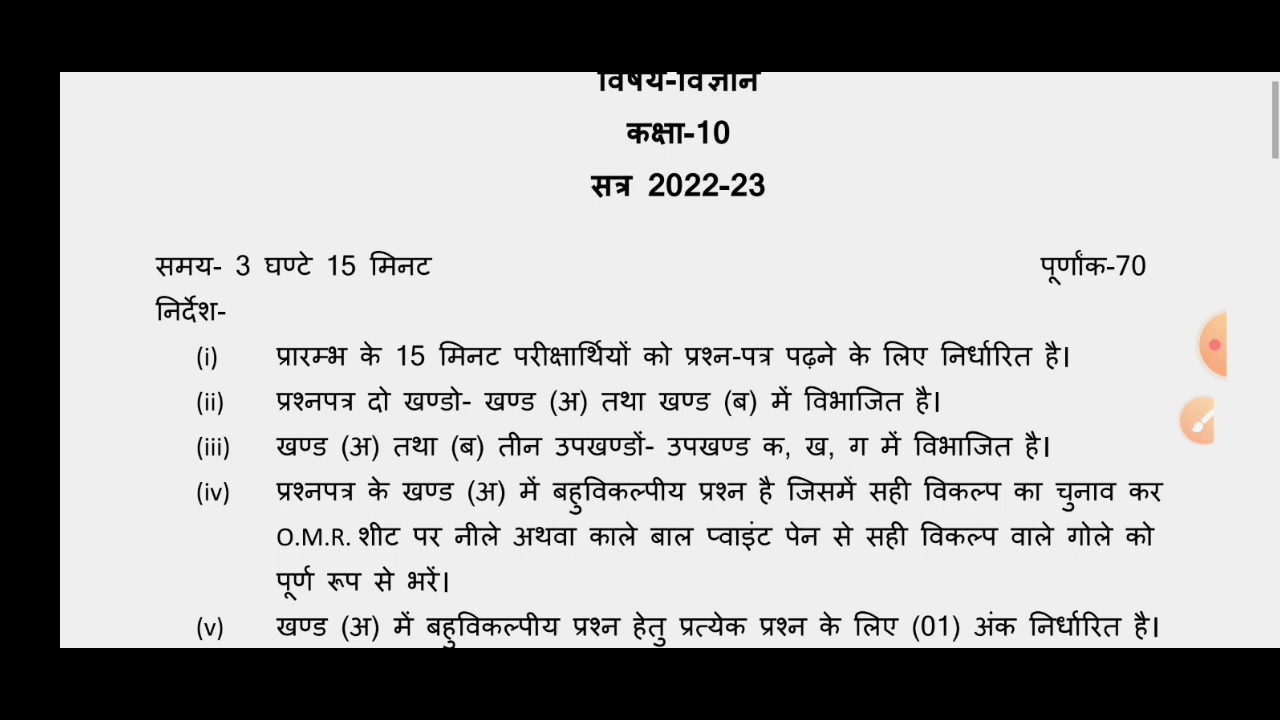 विषय-विज्ञान
कक्षा-10
सत्र 2022-23
समय- 3 घण्टे 15 मिनट पूर्णांक-70
निर्देश-
(i) प्रारम्भ के 15 मिनट परीक्षार्थियों को प्रश्न-पत्र पढ़ने के लिए निर्धारित है।
(ii) प्रश्नपत्र दो खण्डो- खण्ड (अ) तथा खण्ड (ब) में विभाजित है।
(iii) खण्ड (अ) तथा (ब) तीन उपखण्डों- उपखण्ड क, ख, ग में विभाजित है।
(iv) प्रश्नपत्र के खण्ड (अ) में बहुविकल्पीय प्रश्न है जिसमें सही विकल्प का चुनाव कर
O.M.R. शीट पर नीले अथवा काले बाल प्वाइंट पेन से सही विकल्प वाले गोले को
पूर्ण रूप से भरें।
(v) खण्ड (अ) में बहुविकल्पीय प्रश्न हेतु प्रत्येक प्रश्न के लिए (01) अंक निर्धारित है।